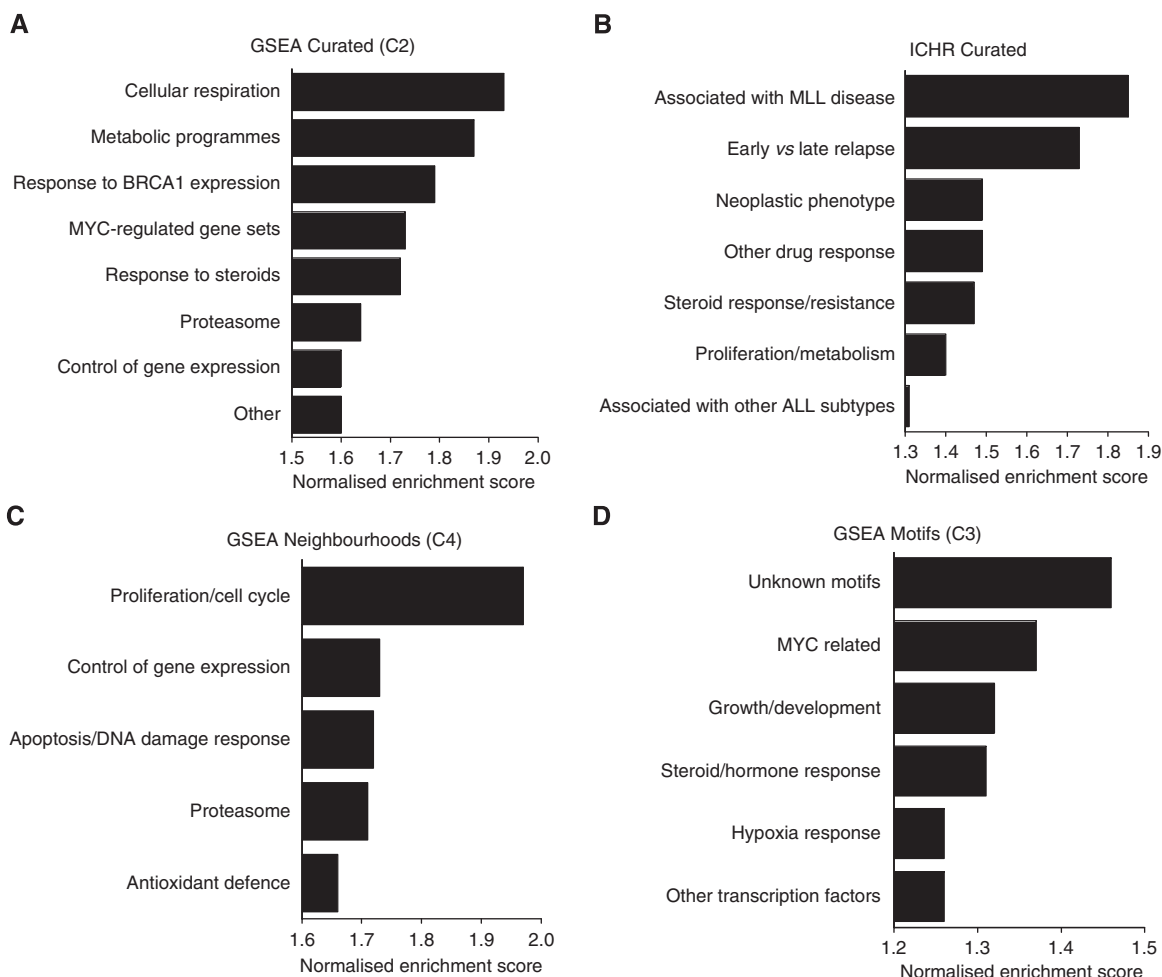 A
GSEA Curated (C2)
Cellular respiration
Metabolic programmes
Response to BRCA1 expression
MYC-regulated gene sets
Response to steroids
Proteasome
Control of gene expression
Other
1.5 1.6 1.7 1.8 1.9 2.0
Normalised enrichment score
B
ICHR Curated
Associated with MLL disease
Early vs late relapse
Neoplastic phenotype
Other drug response
Steroid response/resistance
Proliferation/metabolism
Associated with other ALL subtypes
1.3 1.4 1.5 1.6 1.7 1.8 1.9
Normalised enrichment score
C
GSEA Neighbourhoods (C4)
Proliferation/cell cycle
Control of gene expression
Apoptosis/DNA damage response
Proteasome
Antioxidant defence
1.6 1.7 1.8 1.9 2.0
Normalised enrichment score
D
GSEA Motifs (C3)
Unknown motifs
MYC related
Growth/development
Steroid/hormone response
Hypoxia response
Other transcription factors
1.2 1.3 1.4 1.5
Normalised enrichment score